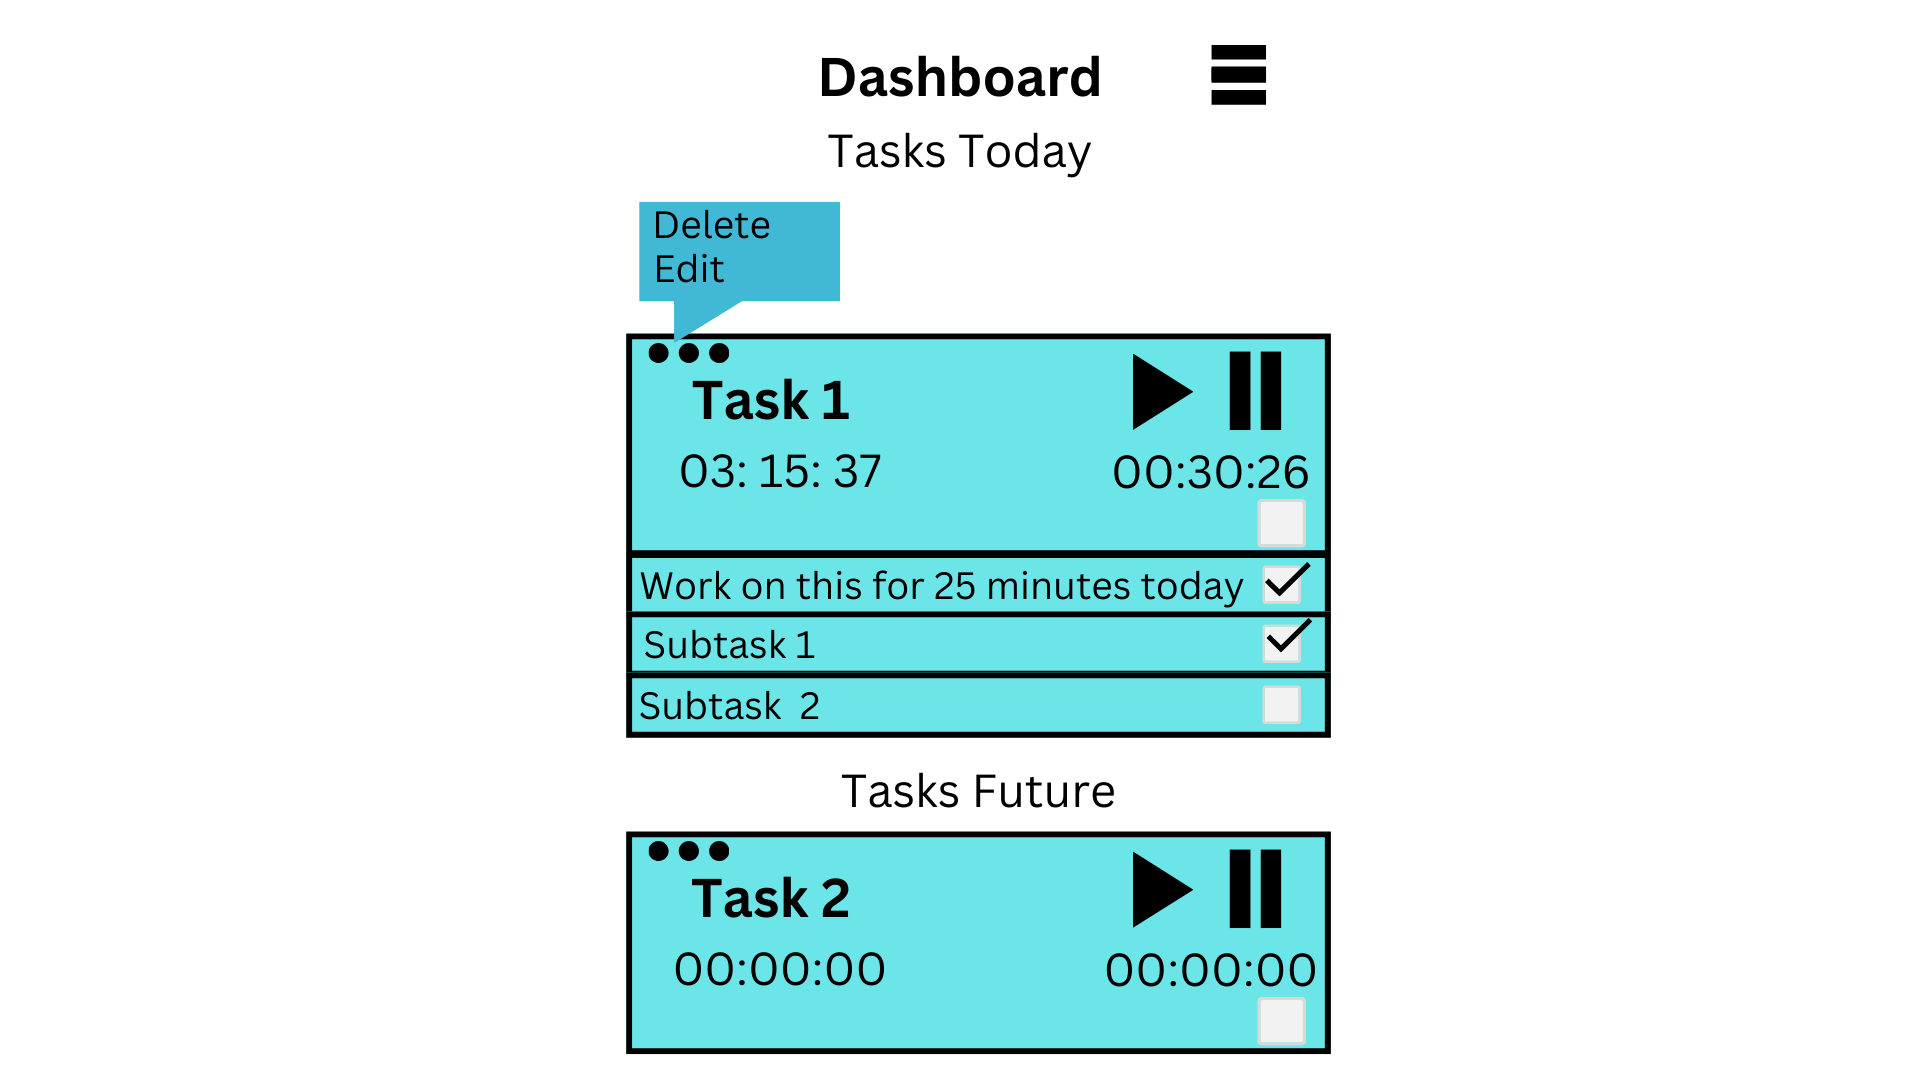 Dashboard
Tasks Today
Delete
Edit
Task 1
03: 15: 37
00:30:26
Work on this for 25 minutes today
Subtask 1
Subtask  2
Tasks Future
Task 2
00:00:00
00:00:00